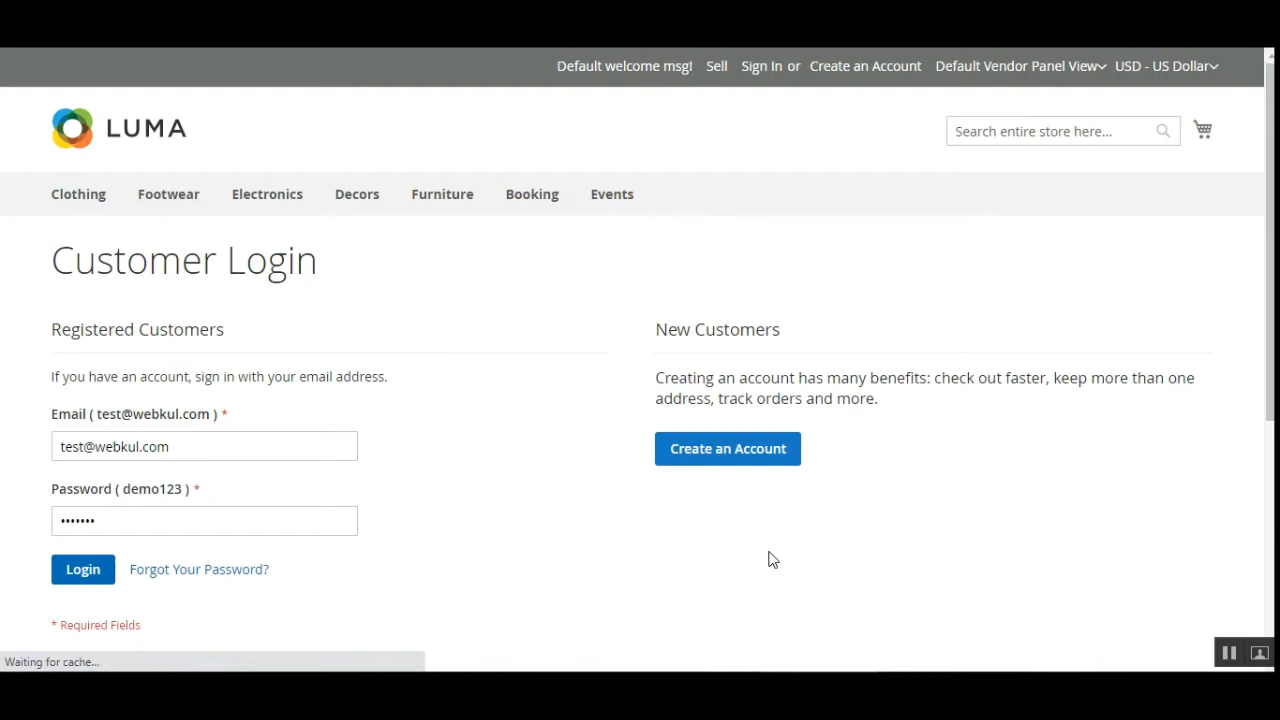 Default welcome msg! Sell Sign In or Create an Account Default Vendor Panel View USD - US Dollar
LUMA
Search entire store here...
Clothing Footwear Electronics Decors Furniture Booking Events
Customer Login
Registered Customers
If you have an account, sign in with your email address.
Email ( test@webkul.com ) *
test@webkul.com
Password ( demo123 ) *
•••••••
Login Forgot Your Password?
* Required Fields
New Customers
Creating an account has many benefits: check out faster, keep more than one
address, track orders and more.
Create an Account
Waiting for cache...